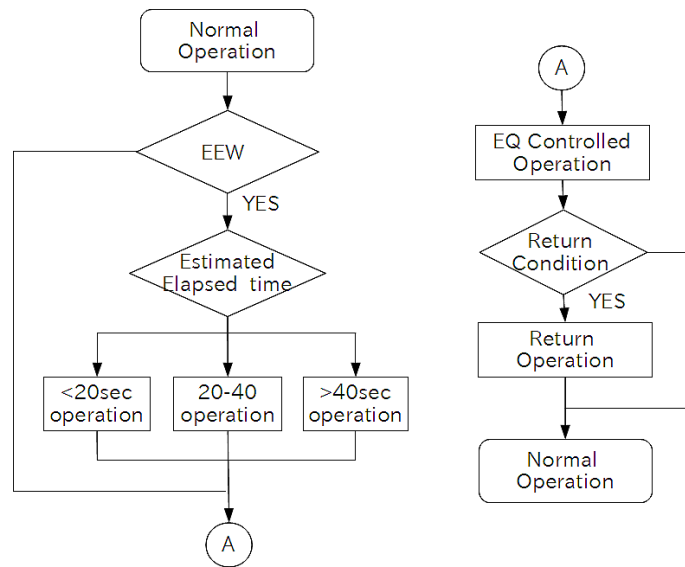 Normal
Operation
EEW
YES
Estimated
Elapsed time
<20sec
operation
20-40
operation
>40sec
operation
A
A
EQ Controlled
Operation
Return
Condition
YES
Return
Operation
Normal
Operation